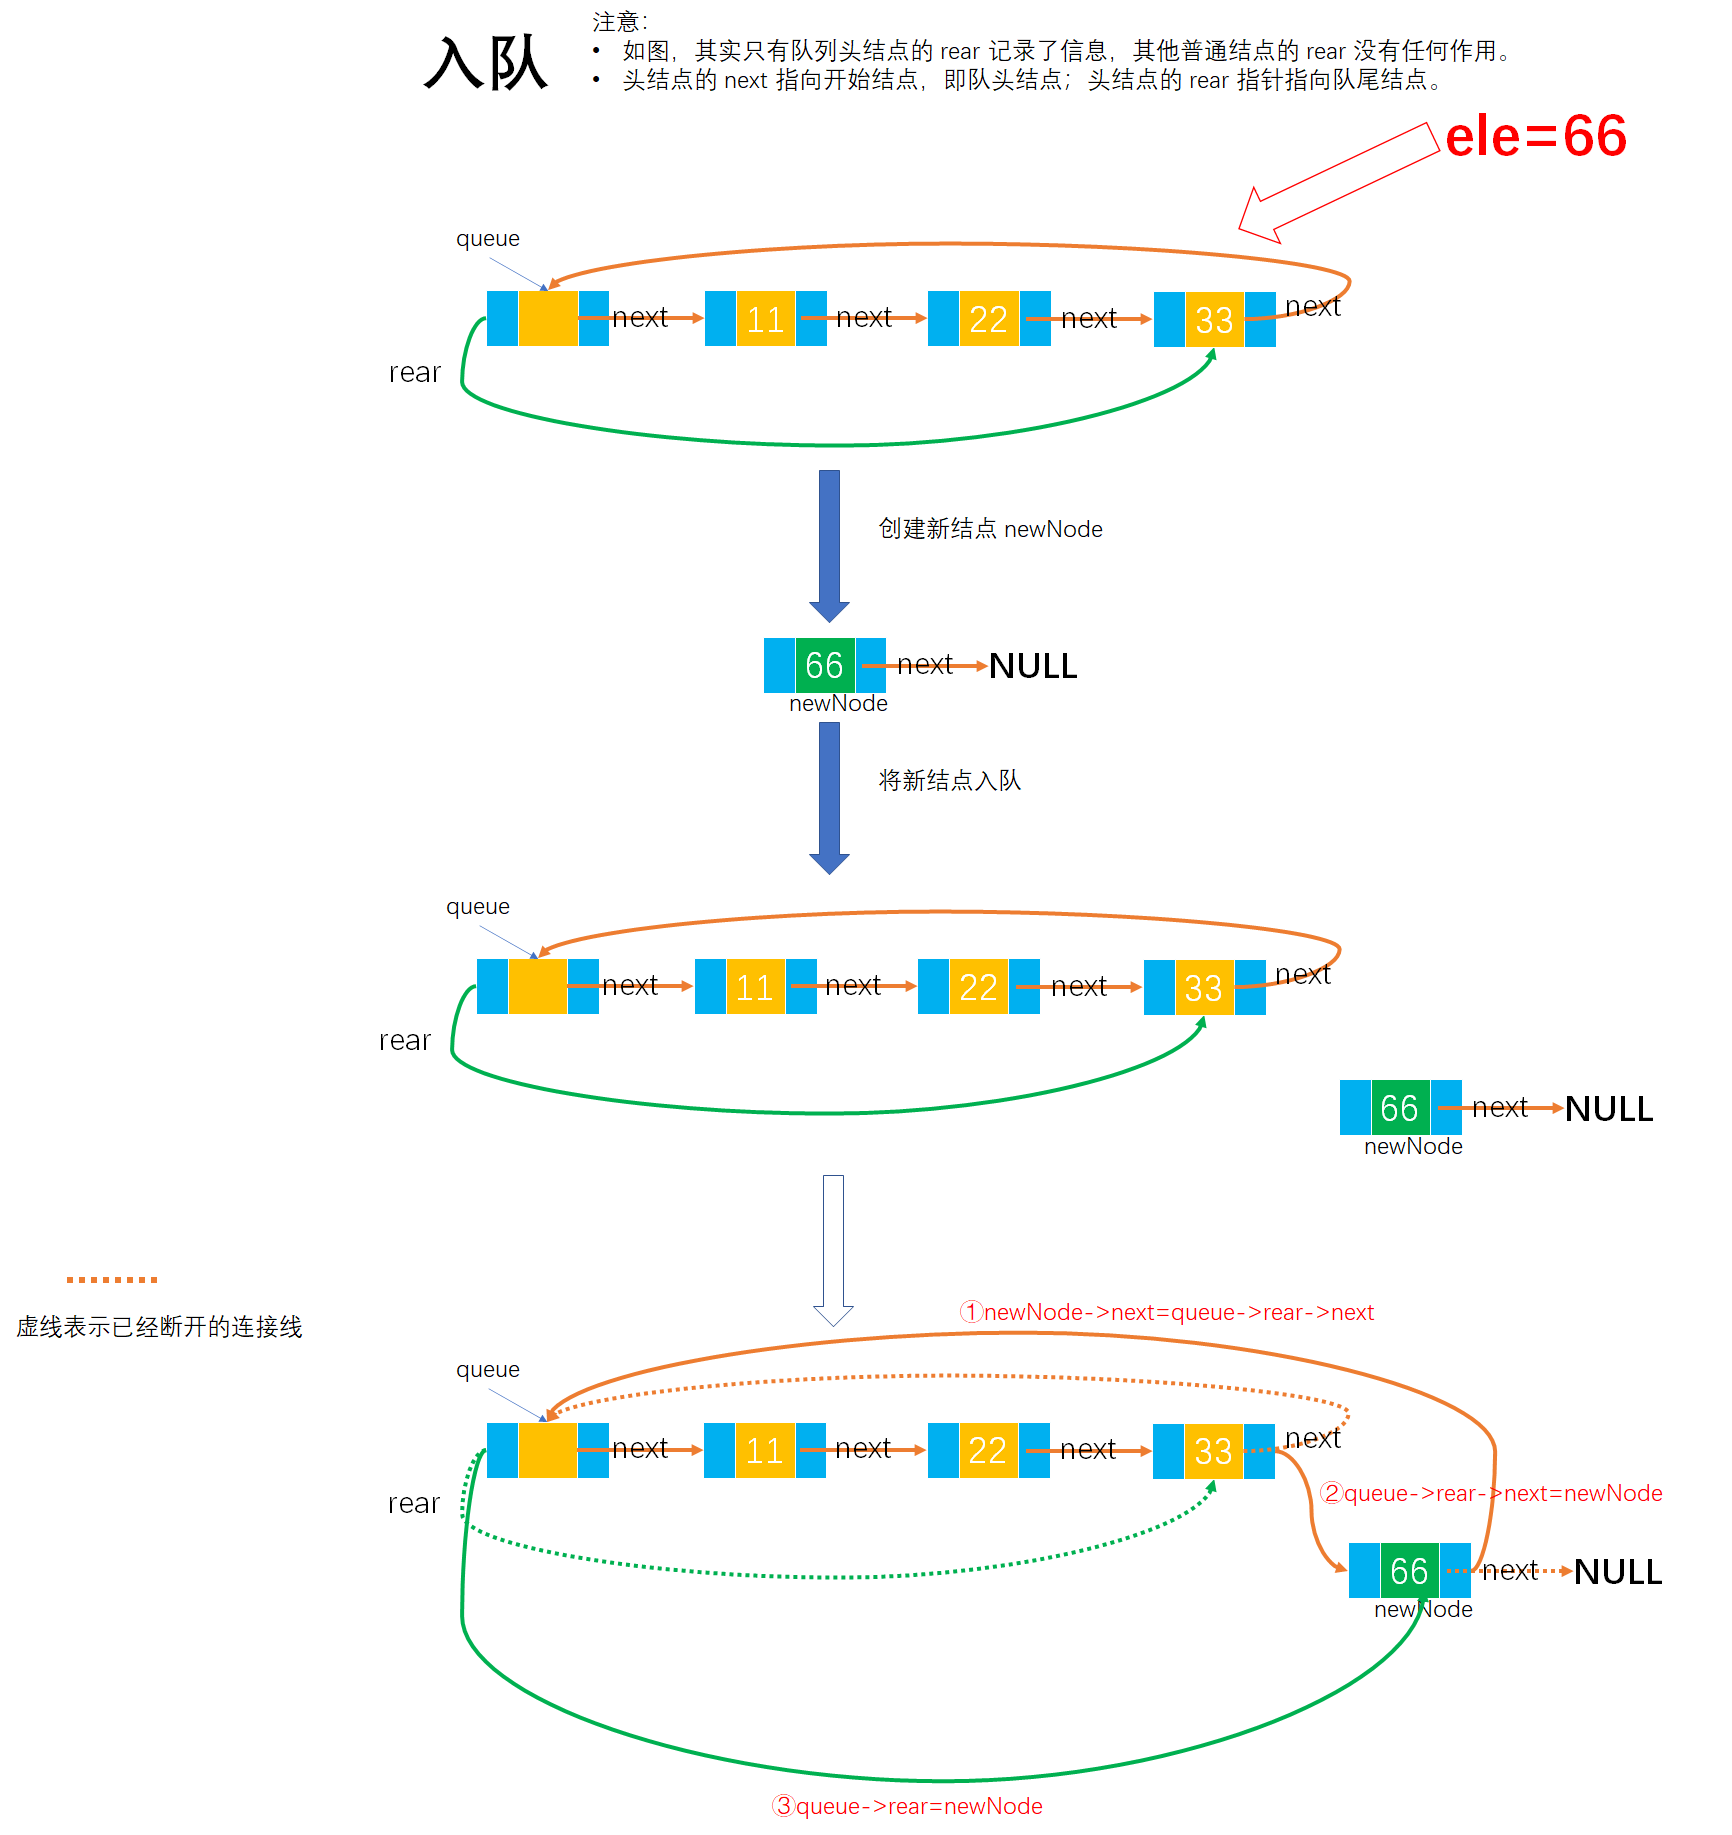 入队
注意：
• 如图，其实只有队列头结点的 rear 记录了信息，其他普通结点的 rear 没有任何作用。
• 头结点的 next 指向开始结点，即队头结点；头结点的 rear 指针指向队尾结点。
ele=66
queue
next 11 next 22 next 33 next
rear
创建新结点 newNode
66 next NULL
newNode
将新结点入队
queue
next 11 next 22 next 33 next
rear
66 next NULL
newNode
虚线表示已经断开的连接线
①newNode->next=queue->rear->next
queue
next 11 next 22 next 33 next
rear
②queue->rear->next=newNode
66 next NULL
newNode
③queue->rear=newNode